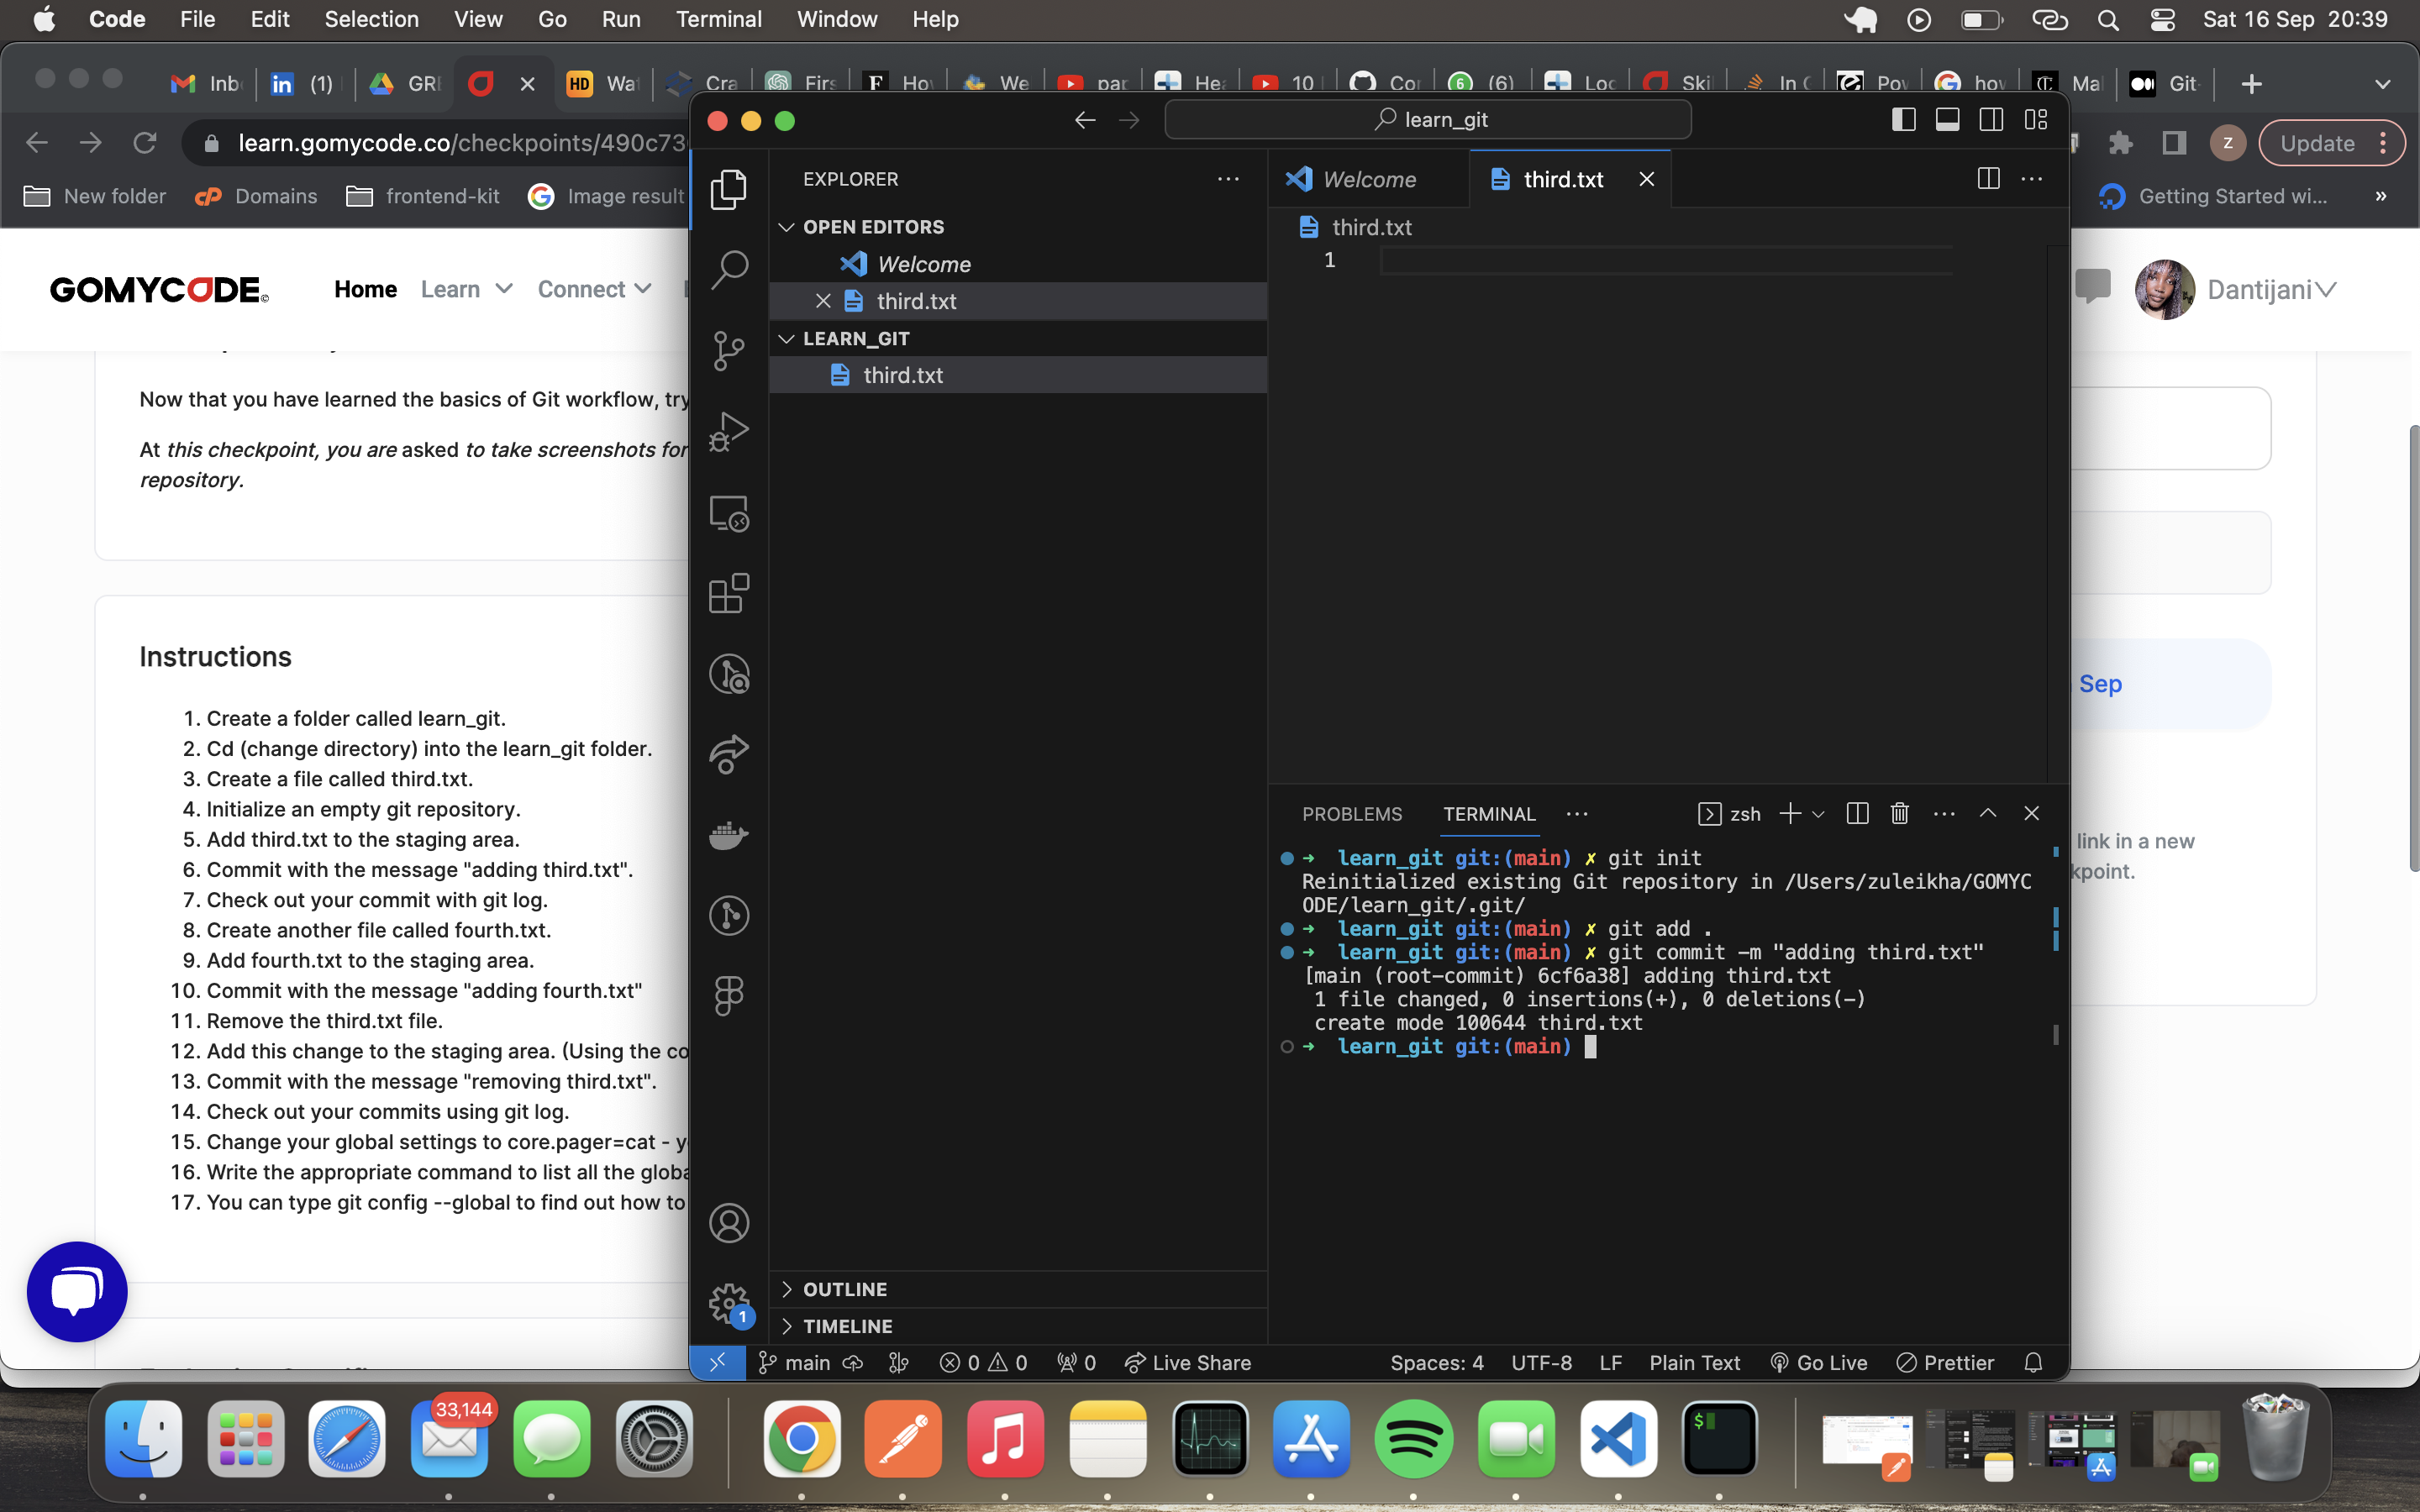 Code File Edit Selection View Go Run Terminal Window Help
Sat 16 Sep 20:39
Inb (1) GRE HD Wat Cra Firs F Hov We pap Hea 10 Cor 6 (6) Loc Skil In C Pov how Mal Git
learn.gomycode.co/checkpoints/490c73
z Update
New folder Domains frontend-kit Image result
Getting Started wi... »
GOMYCODE Home Learn Connect
Dantijani
Now that you have learned the basics of Git workflow, try
At this checkpoint, you are asked to take screenshots for
repository.
Instructions
1. Create a folder called learn_git.
2. Cd (change directory) into the learn_git folder.
3. Create a file called third.txt.
4. Initialize an empty git repository.
5. Add third.txt to the staging area.
6. Commit with the message "adding third.txt".
7. Check out your commit with git log.
8. Create another file called fourth.txt.
9. Add fourth.txt to the staging area.
10. Commit with the message "adding fourth.txt"
11. Remove the third.txt file.
12. Add this change to the staging area. (Using the co
13. Commit with the message "removing third.txt".
14. Check out your commits using git log.
15. Change your global settings to core.pager=cat - y
16. Write the appropriate command to list all the globa
17. You can type git config --global to find out how to
Sep
link in a new
kpoint.
learn_git
EXPLORER
OPEN EDITORS
Welcome
third.txt
LEARN_GIT
third.txt
OUTLINE
TIMELINE
1
Welcome third.txt
third.txt
1
PROBLEMS TERMINAL ··· zsh
→ learn_git git:(main) ✗ git init
Reinitialized existing Git repository in /Users/zuleikha/GOMYC
ODE/learn_git/.git/
→ learn_git git:(main) ✗ git add .
→ learn_git git:(main) ✗ git commit -m "adding third.txt"
[main (root-commit) 6cf6a38] adding third.txt
1 file changed, 0 insertions(+), 0 deletions(-)
create mode 100644 third.txt
→ learn_git git:(main)
main 0 0 0 Live Share Spaces: 4 UTF-8 LF Plain Text Go Live Prettier
33,144
$